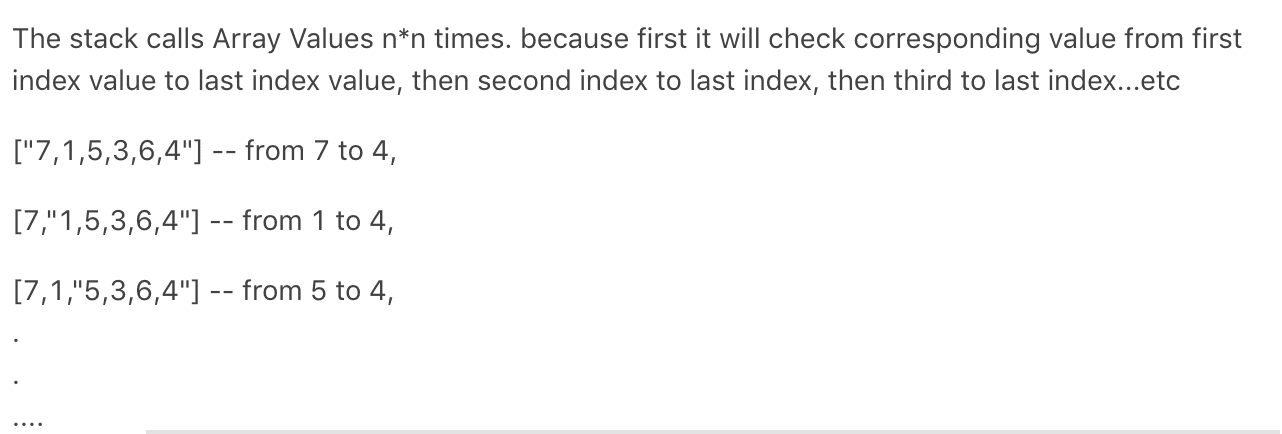 The stack calls Array Values n*n times. because first it will check corresponding value from first
index value to last index value, then second index to last index, then third to last index...etc
["7,1,5,3,6,4"] -- from 7 to 4,
[7,"1,5,3,6,4"] -- from 1 to 4,
[7,1,"5,3,6,4"] -- from 5 to 4,
.
.
....